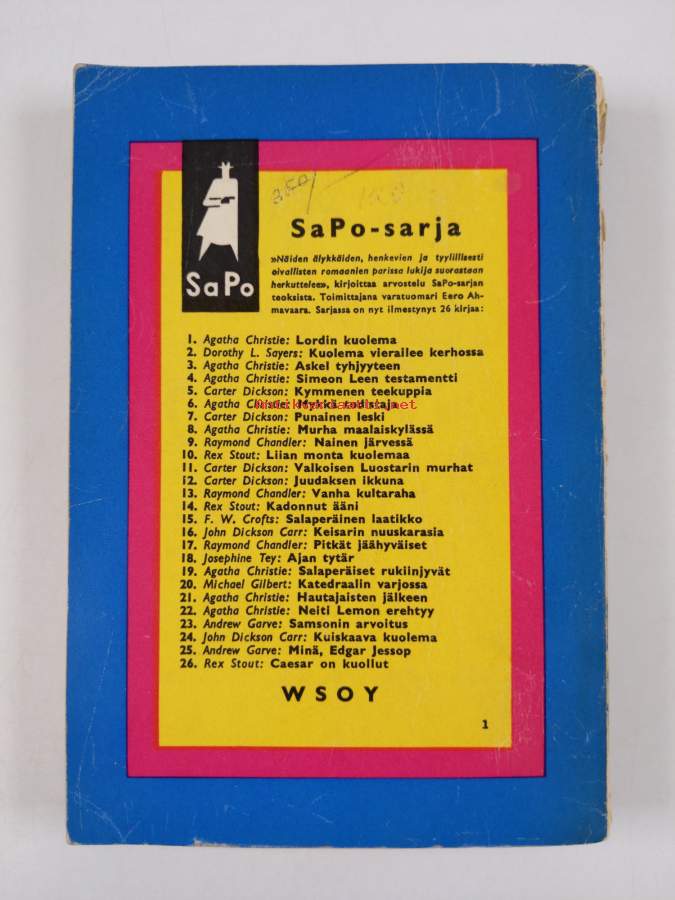 SaPo
SaPo-sarja
»Näiden älykkäiden, henkevien ja tyylillisesti
oivallisten romaanien parissa lukija suorastaan
herkuttelee», kirjoittaa arvostelu SaPo-sarjan
teoksista. Toimittajana varatuomari Eero Ah-
mavaara. Sarjassa on nyt ilmestynyt 26 kirjaa:
1. Agatha Christie: Lordin kuolema
2. Dorothy L. Sayers: Kuolema vierailee kerhossa
3. Agatha Christie: Askel tyhjyyteen
4. Agatha Christie: Simeon Leen testamentti
5. Carter Dickson: Kymmenen teekuppia
6. Agatha Christie: Myrkkä
7. Carter Dickson: Punainen leski
8. Agatha Christie: Murha maalaiskylässä
9. Raymond Chandler: Nainen järvessä
10. Rex Stout: Liian monta kuolemaa
11. Carter Dickson: Valkoisen Luostarin murhat
12. Carter Dickson: Juudaksen ikkuna
13. Raymond Chandler: Vanha kultaraha
14. Rex Stout: Kadonnut ääni
15. F. W. Crofts: Salaperäinen laatikko
16. John Dickson Carr: Keisarin nuuskarasia
17. Raymond Chandler: Pitkät jäähyväiset
18. Josephine Tey: Ajan tytär
19. Agatha Christie: Salaperäiset rukiinjyvät
20. Michael Gilbert: Katedraalin varjossa
21. Agatha Christie: Hautajaisten jälkeen
22. Agatha Christie: Neiti Lemon erehtyy
23. Andrew Garve: Samsonin arvoitus
24. John Dickson Carr: Kuiskaava kuolema
25. Andrew Garve: Minä, Edgar Jessop
26. Rex Stout: Caesar on kuollut
WSOY
1